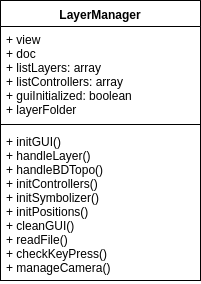 LayerManager
+ view
+ doc
+ listLayers: array
+ listControllers: array
+ guiInitialized: boolean
+ layerFolder
+ initGUI()
+ handleLayer()
+ handleBDTopo()
+ initControllers()
+ initSymbolizer()
+ initPositions()
+ cleanGUI()
+ readFile()
+ checkKeyPress()
+ manageCamera()